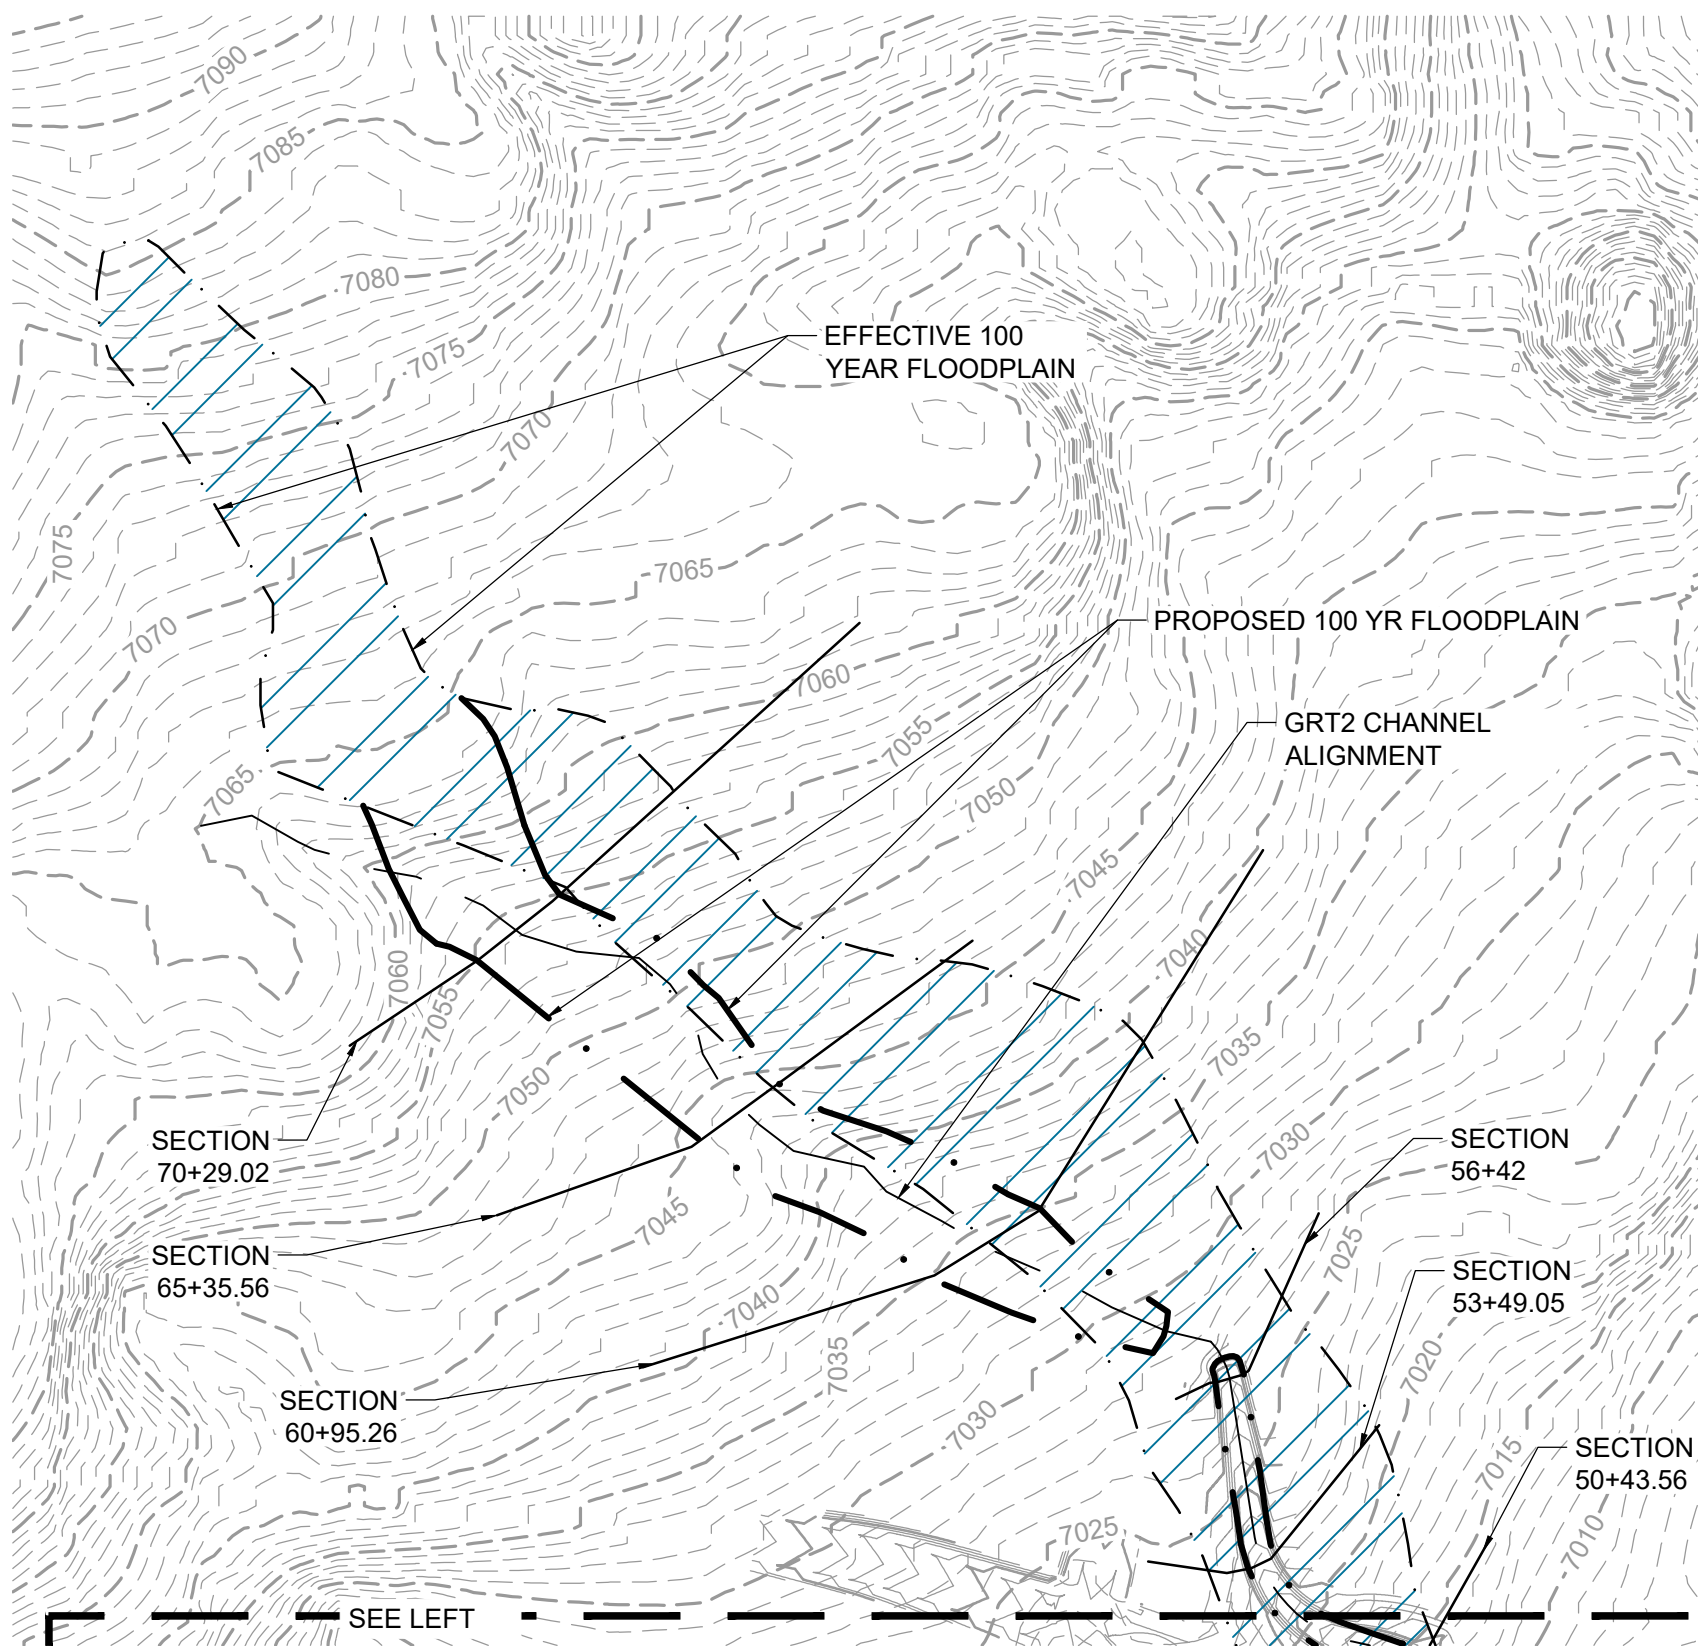 7090
7085
7080
7075
EFFECTIVE 100
YEAR FLOODPLAIN
7070
7075
7065
7070
PROPOSED 100 YR FLOODPLAIN
7060
7055
GRT2 CHANNEL
ALIGNMENT
7065
7050
7045
7060
7055
7040
7035
7050
7030
SECTION
70+29.02
SECTION
56+42
7045
7025
SECTION
65+35.56
SECTION
53+49.05
7040
7035
7020
SECTION
60+95.26
7030
SECTION
50+43.56
7015
7025
7010
SEE LEFT